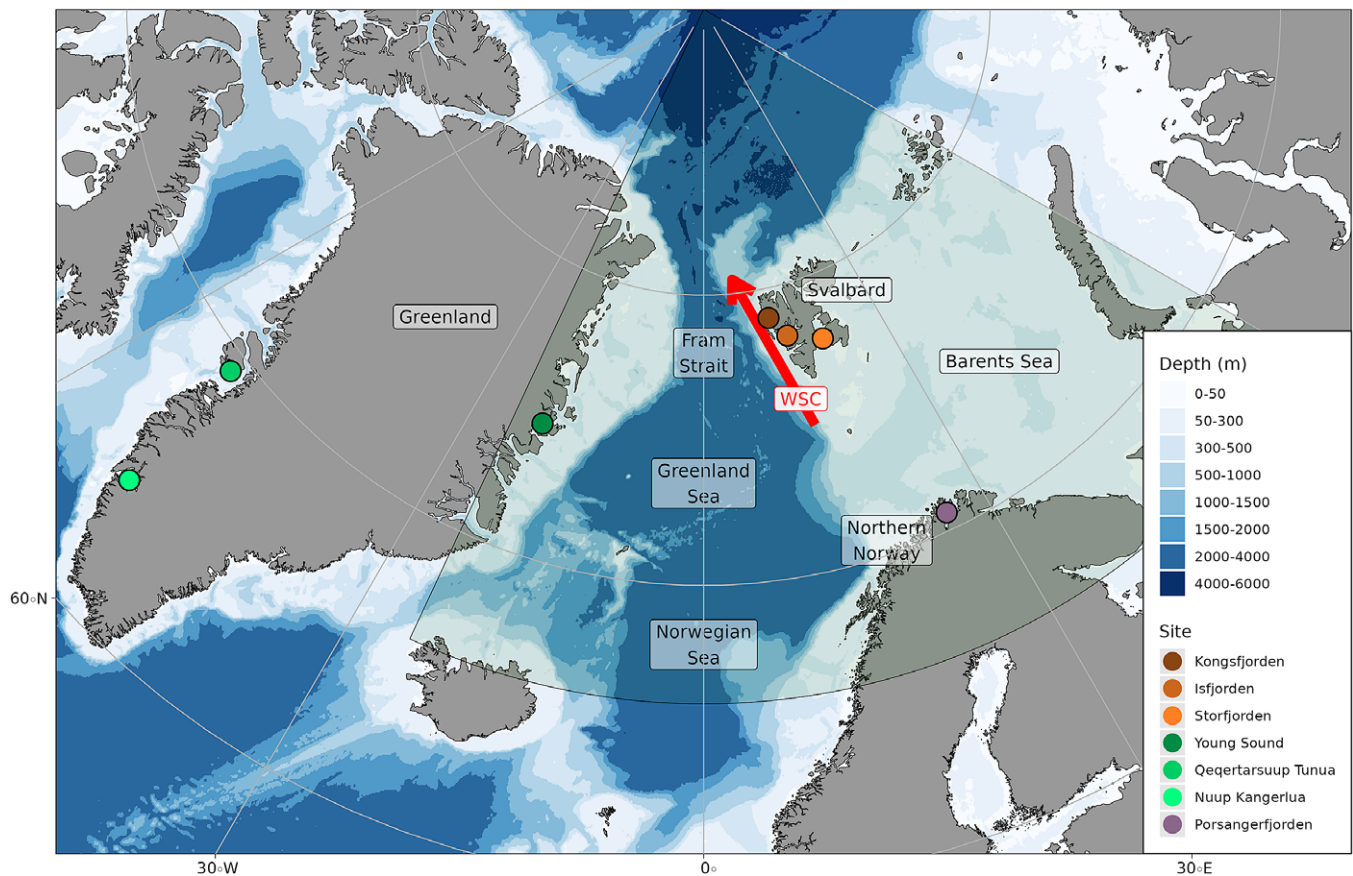 Svalbard
Greenland
Fram
Strait
Barents Sea
WSC
Greenland
Sea
Northern
Norway
Norwegian
Sea
60°N
30°W
0°
30°E
Depth (m)
0-50
50-300
300-500
500-1000
1000-1500
1500-2000
2000-4000
4000-6000
Site
Kongsfjorden
Isfjorden
Storfjorden
Young Sound
Qeqertarsuup Tunua
Nuup Kangerlua
Porsangerfjorden